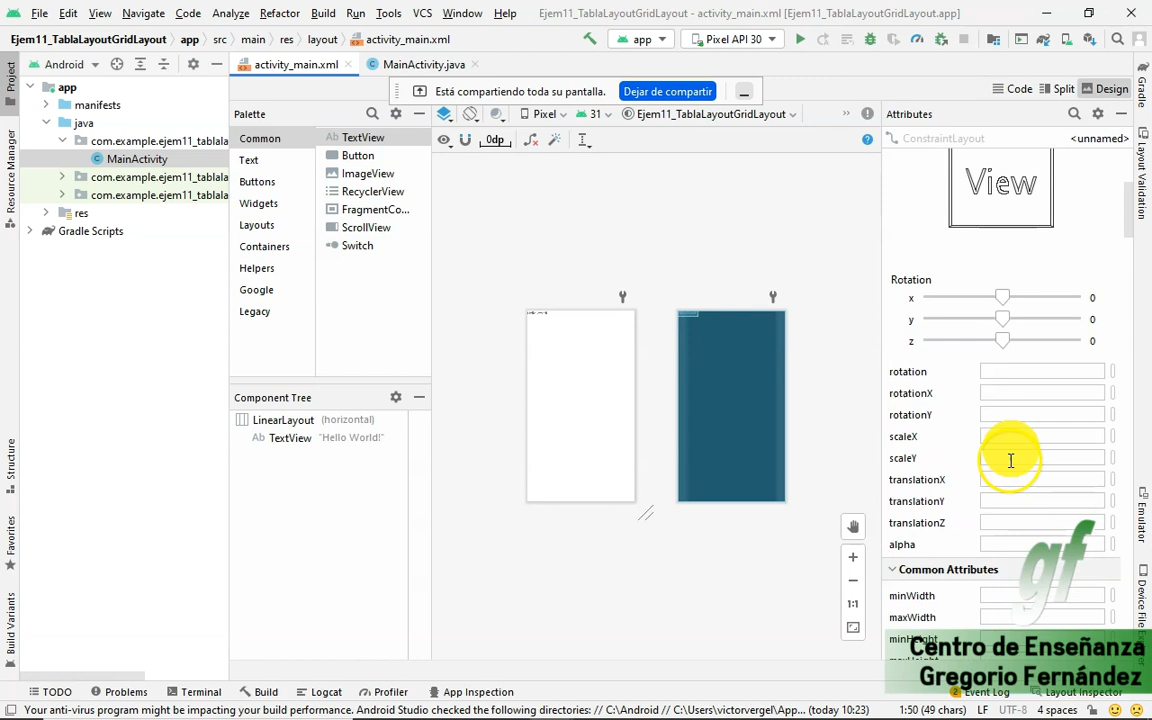 File Edit View Navigate Code Analyze Refactor Build Run Tools VCS Window Help Ejem11_TablaLayoutGridLayout - activity_main.xml [Ejem11_TablaLayoutGridLayout.app]
Ejem11_TablaLayoutGridLayout app src main res layout activity_main.xml app Pixel API 30
Android activity_main.xml MainActivity.java
Está compartiendo toda su pantalla. Dejar de compartir
Code Split Design
app
manifests
java
com.example.ejem11_tablala
MainActivity
com.example.ejem11_tablala
com.example.ejem11_tablala
res
Gradle Scripts
Project
Resource Manager
Structure
Favorites
Build Variants
Palette
Common
Text
Buttons
Widgets
Layouts
Containers
Helpers
Google
Legacy
Ab TextView
Button
ImageView
RecyclerView
FragmentCo...
ScrollView
Switch
Component Tree
LinearLayout (horizontal)
Ab TextView "Hello World!"
Pixel 31 Ejem11_TablaLayoutGridLayout
0dp
1:1
Attributes
ConstraintLayout <unnamed>
View
Rotation
x 0
y 0
z 0
rotation
rotationX
rotationY
scaleX
scaleY
translationX
translationY
translationZ
alpha
Common Attributes
minWidth
maxWidth
minHeight
gf
Centro de Enseñanza
Gregorio Fernández
Gradle
Layout Validation
Emulator
Device File Explorer
TODO Problems Terminal Build Logcat Profiler App Inspection 2 Event Log Layout Inspector
Your anti-virus program might be impacting your build performance. Android Studio checked the following directories: // C:\Android // C:\Users\victorvergel\App... (today 10:23) 1:50 (49 chars) LF UTF-8 4 spaces